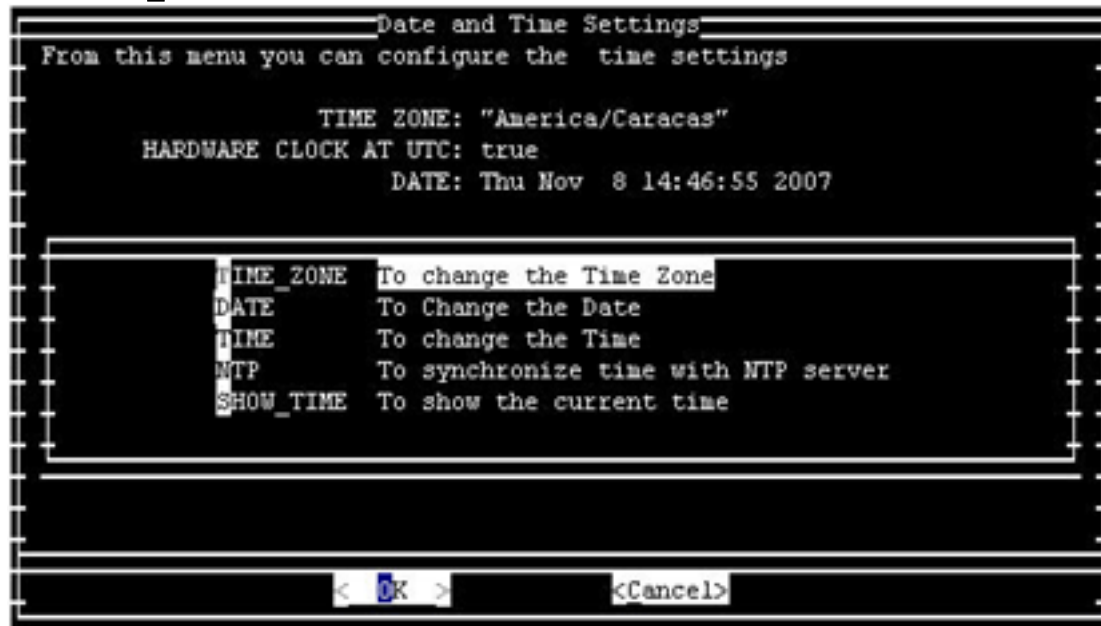 Date and Time Settings
From this menu you can configure the  time settings
TIME ZONE: "America/Caracas"
HARDWARE CLOCK AT UTC: true
DATE: Thu Nov  8 14:46:55 2007
TIME_ZONE  To change the Time Zone
DATE  To Change the Date
TIME  To change the Time
NTP  To synchronize time with NTP server
SHOW_TIME  To show the current time
<  OK  >  <Cancel>